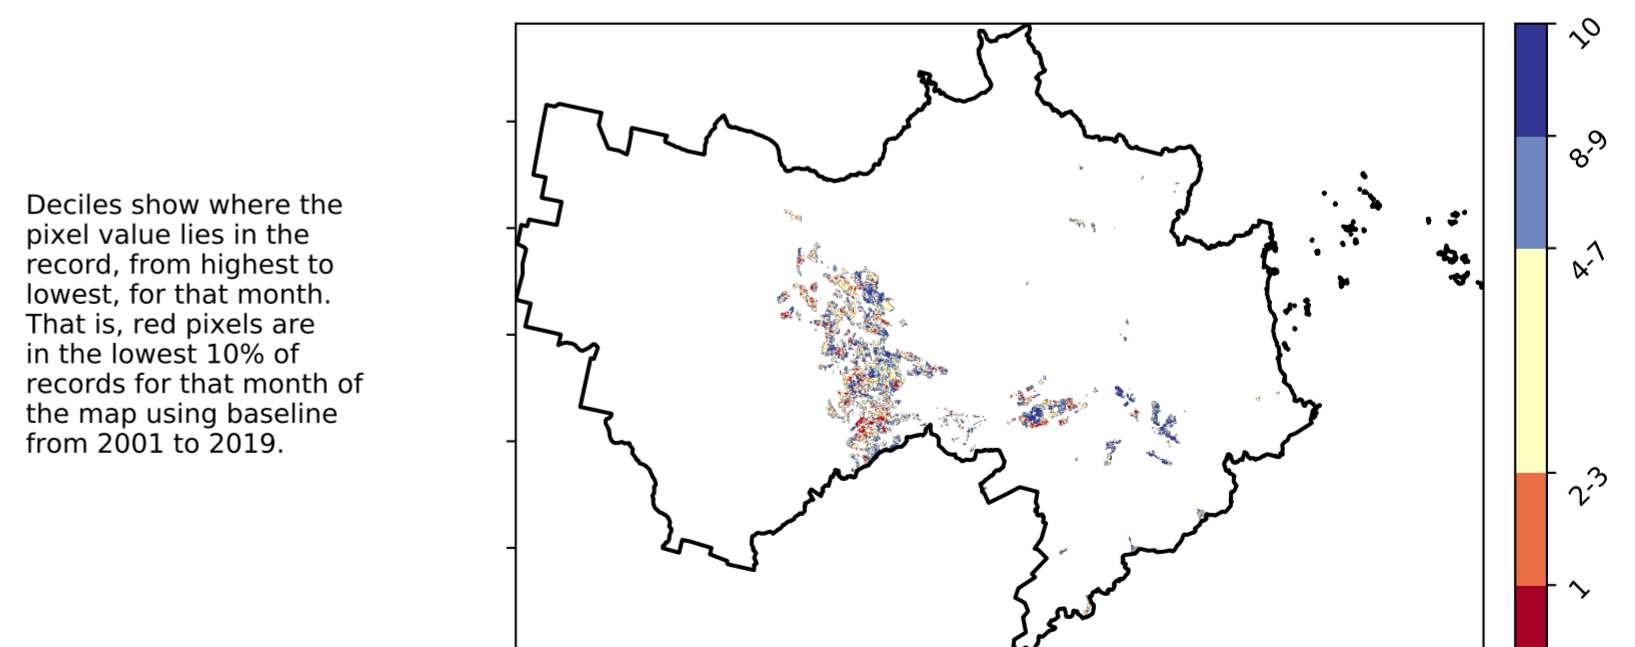 Deciles show where the
pixel value lies in the
record, from highest to
lowest, for that month.
That is, red pixels are
in the lowest 10% of
records for that month of
the map using baseline
from 2001 to 2019.
10
8-9
4-7
2-3
1